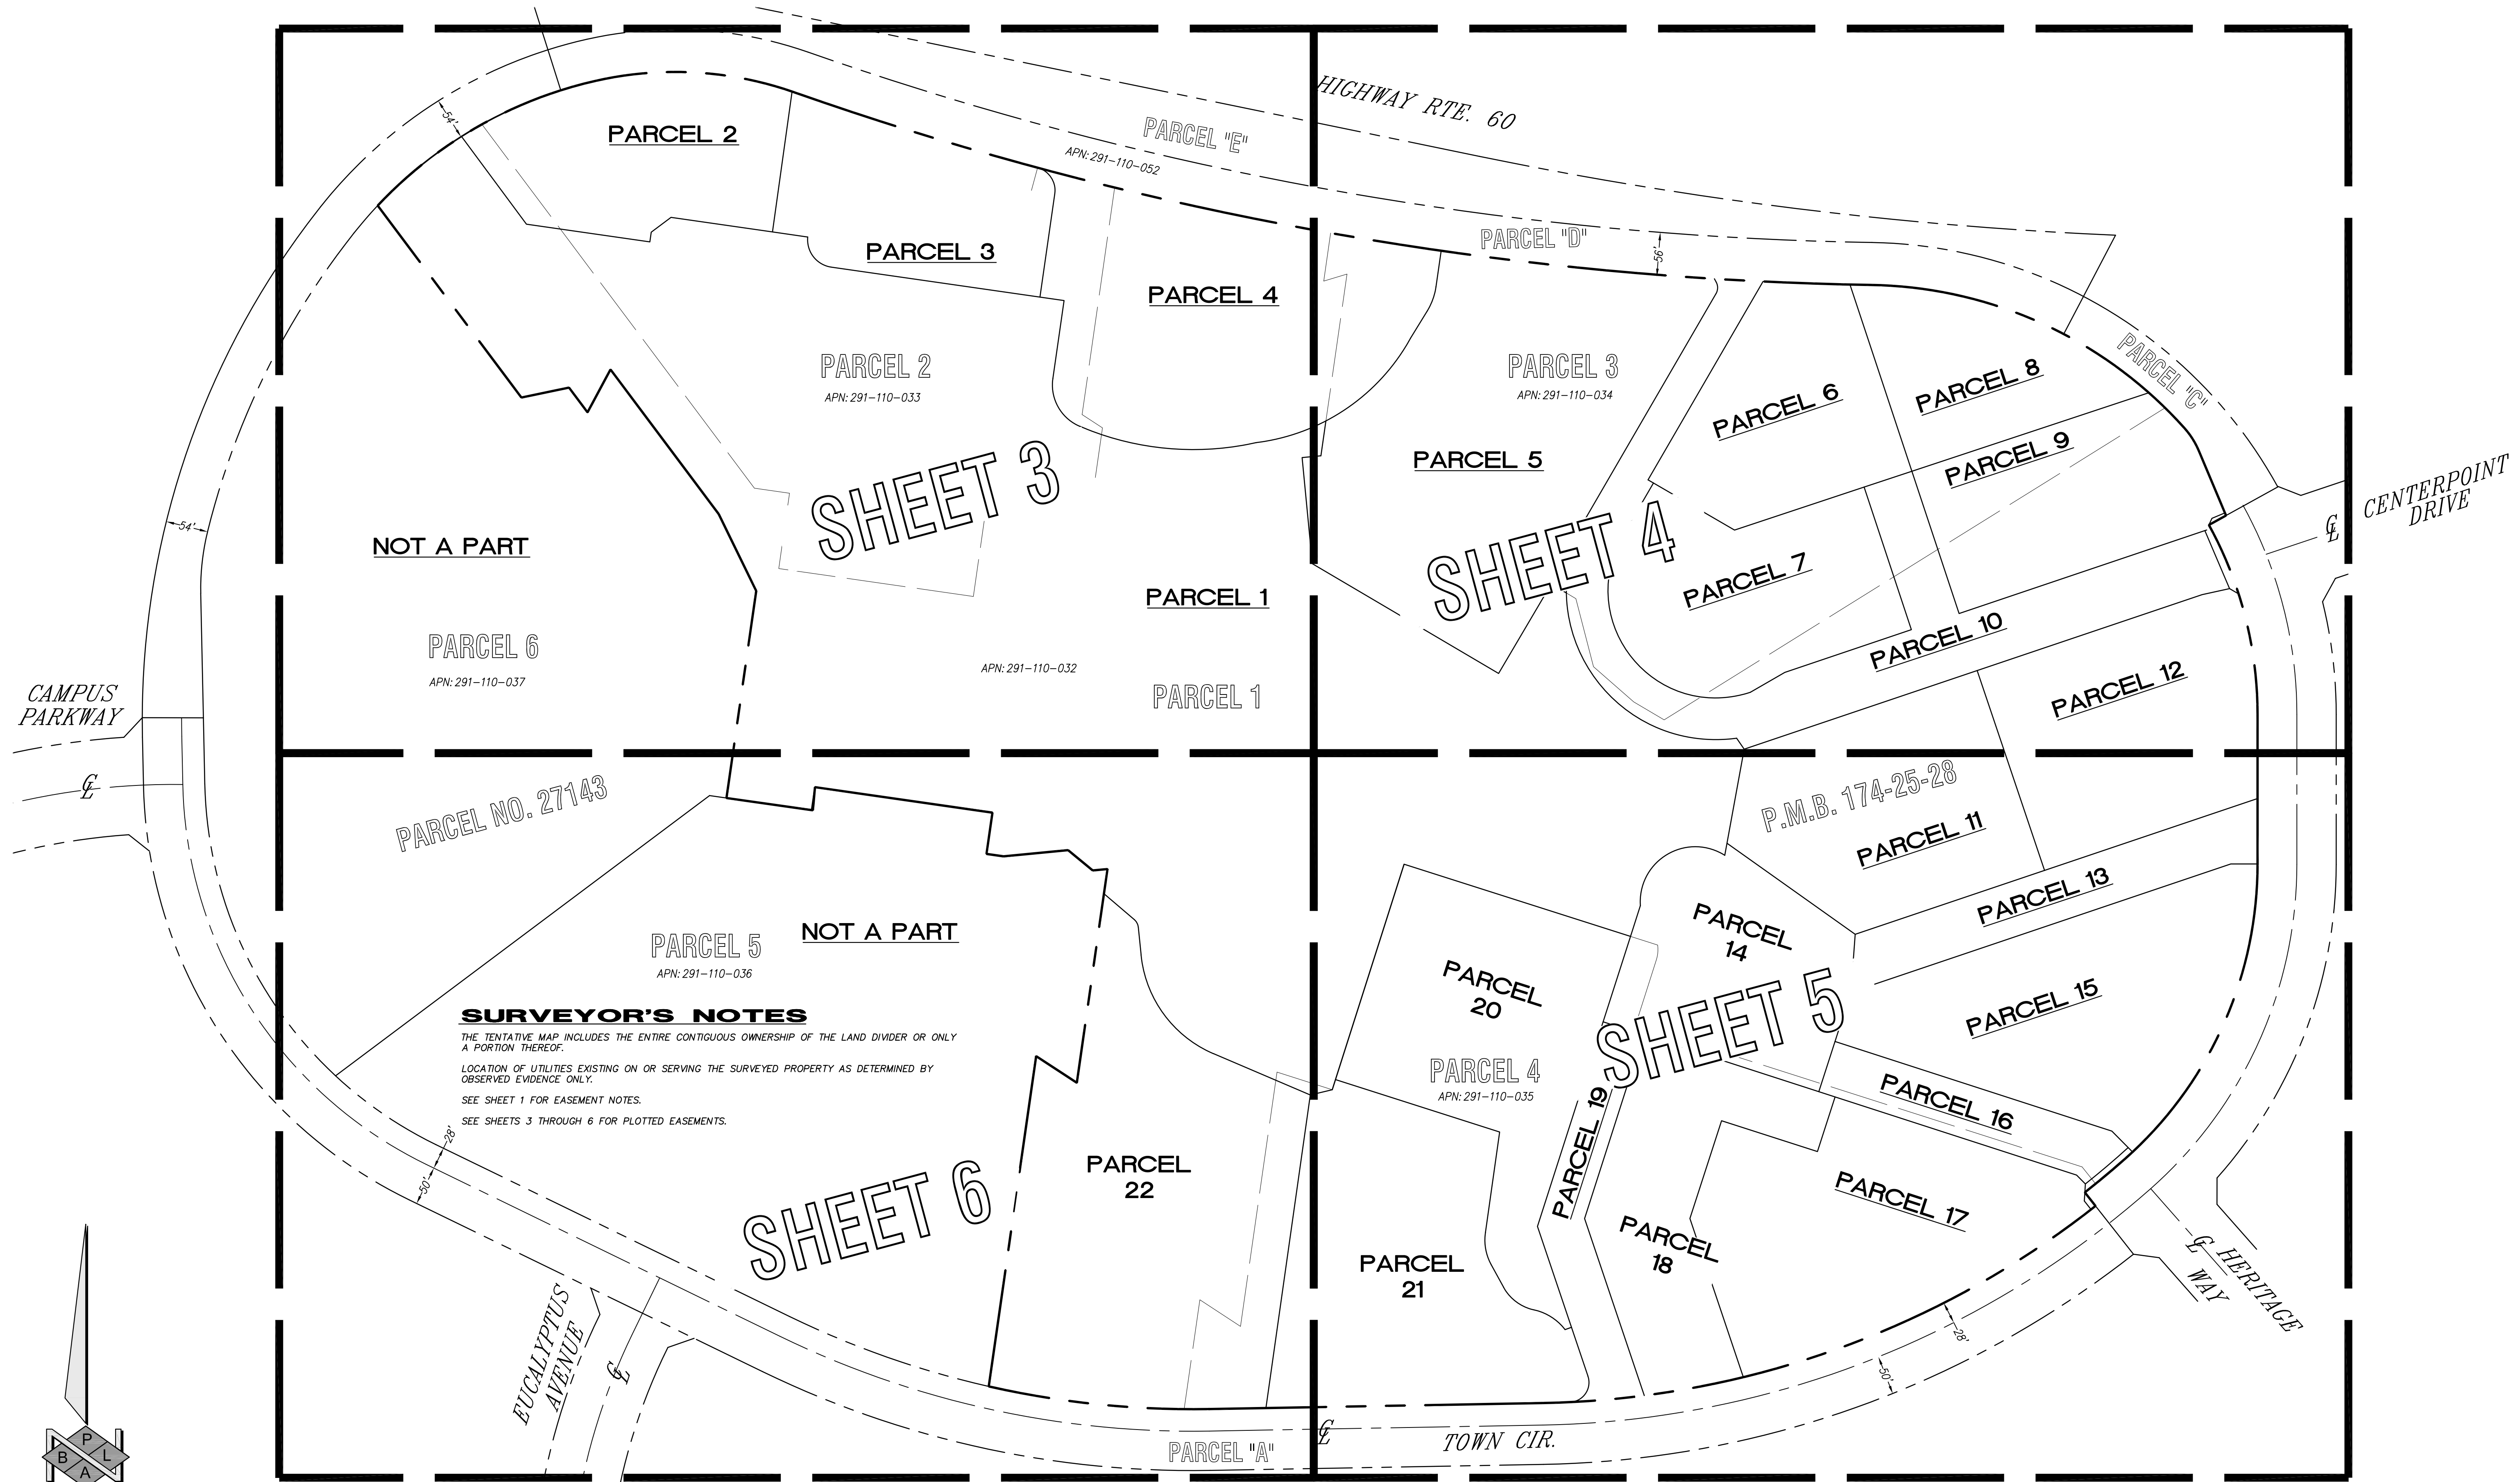 HIGHWAY RTE. 60
54'
PARCEL 2
PARCEL "E"
APN: 291-110-052
PARCEL 3
PARCEL "D"
56'
PARCEL 4
PARCEL 2
APN: 291-110-033
PARCEL 3
APN: 291-110-034
PARCEL "C"
PARCEL 6
PARCEL 8
PARCEL 5
PARCEL 9
SHEET 3
SHEET 4
CENTERPOINT
DRIVE
℄
54'
NOT A PART
PARCEL 1
PARCEL 7
PARCEL 6
APN: 291-110-037
APN: 291-110-032
PARCEL 1
PARCEL 10
PARCEL 12
CAMPUS
PARKWAY
℄
PARCEL NO. 27143
P.M.B. 174-25-28
PARCEL 11
PARCEL 13
PARCEL 5
APN: 291-110-036
NOT A PART
PARCEL
14
PARCEL
20
SHEET 5
PARCEL 15
SURVEYOR'S NOTES
THE TENTATIVE MAP INCLUDES THE ENTIRE CONTIGUOUS OWNERSHIP OF THE LAND DIVIDER OR ONLY
A PORTION THEREOF.
LOCATION OF UTILITIES EXISTING ON OR SERVING THE SURVEYED PROPERTY AS DETERMINED BY
OBSERVED EVIDENCE ONLY.
SEE SHEET 1 FOR EASEMENT NOTES.
SEE SHEETS 3 THROUGH 6 FOR PLOTTED EASEMENTS.
PARCEL 4
APN: 291-110-035
PARCEL 19
PARCEL 16
28'
50'
SHEET 6
PARCEL
22
PARCEL 17
PARCEL
18
PARCEL
21
℄ HERITAGE
WAY
EUCALYPTUS
AVENUE
℄
28'
50'
℄
TOWN CIR.
PARCEL "A"
P
B L
A